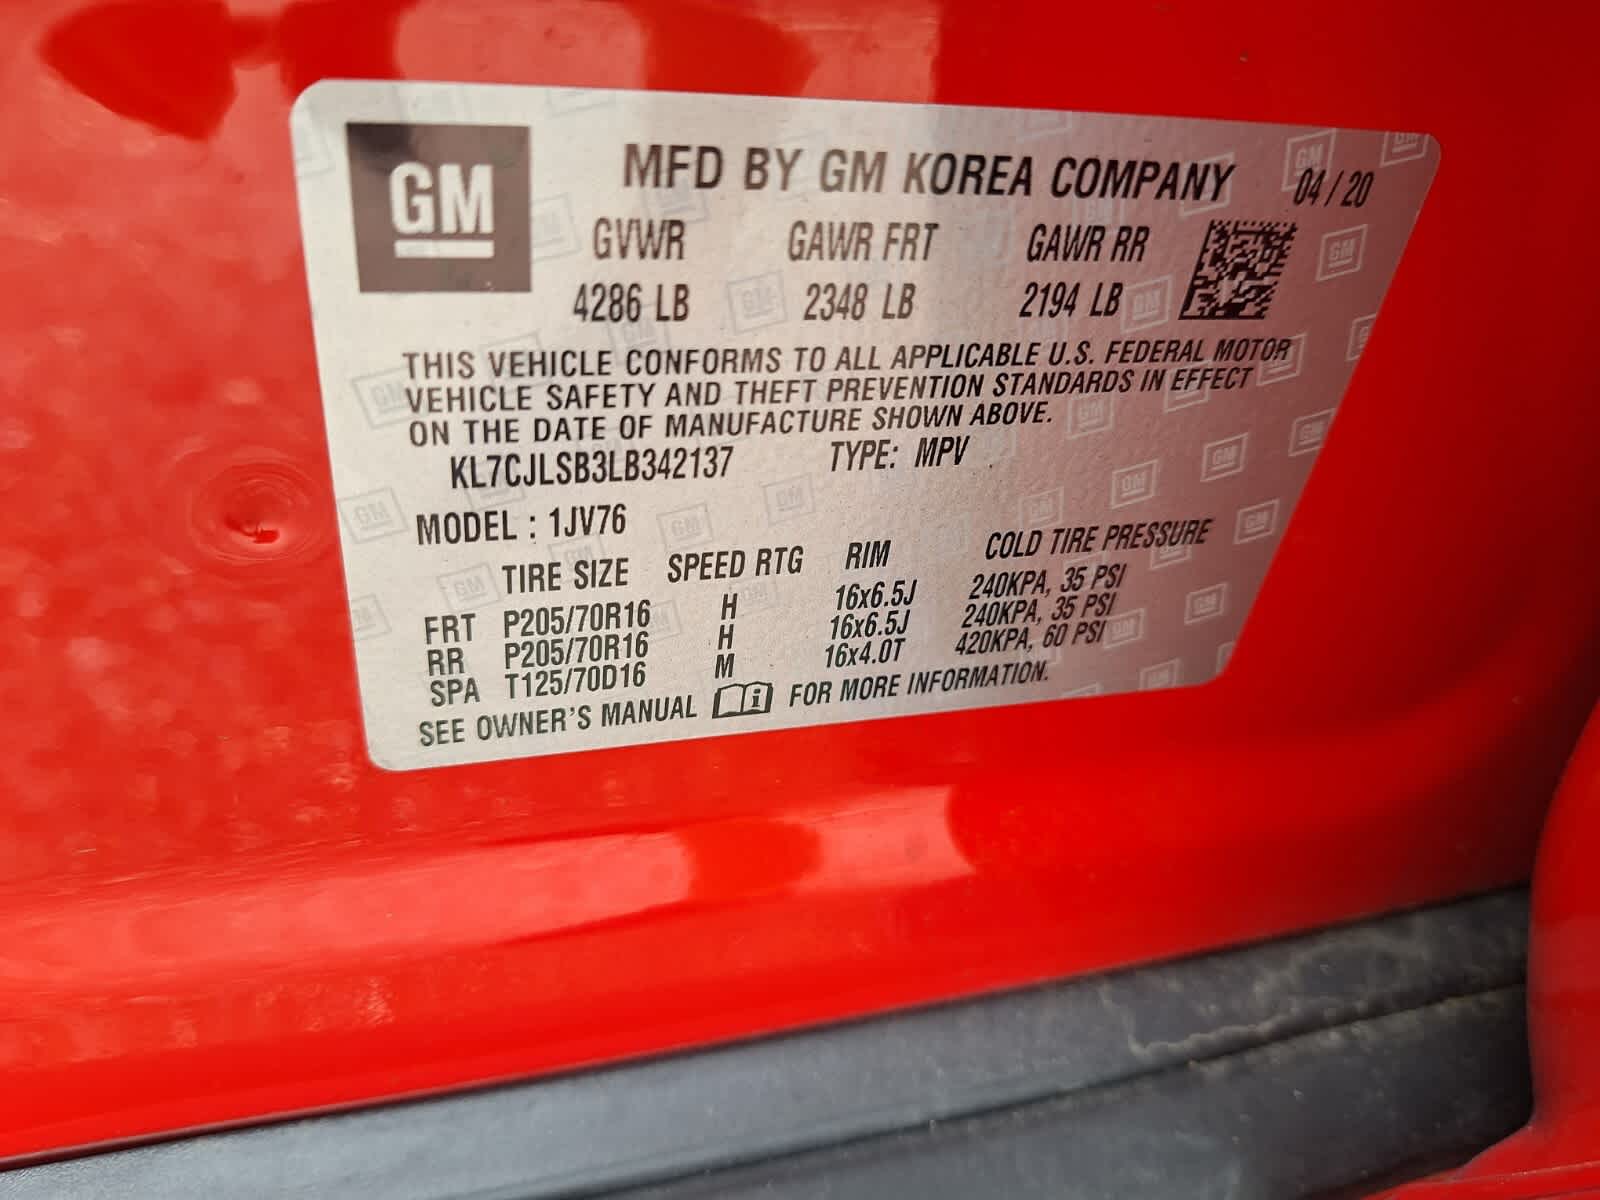 GM
MFD BY GM KOREA COMPANY 04/20
GVWR GAWR FRT GAWR RR
4286 LB 2348 LB 2194 LB
THIS VEHICLE CONFORMS TO ALL APPLICABLE U.S. FEDERAL MOTOR
VEHICLE SAFETY AND THEFT PREVENTION STANDARDS IN EFFECT
ON THE DATE OF MANUFACTURE SHOWN ABOVE.
KL7CJLSB3LB342137 TYPE: MPV
MODEL : 1JV76
TIRE SIZE SPEED RTG RIM COLD TIRE PRESSURE
FRT P205/70R16 H 16x6.5J 240KPA, 35 PSI
RR P205/70R16 H 16x6.5J 240KPA, 35 PSI
SPA T125/70D16 M 16x4.0T 420KPA, 60 PSI
SEE OWNER'S MANUAL i FOR MORE INFORMATION.